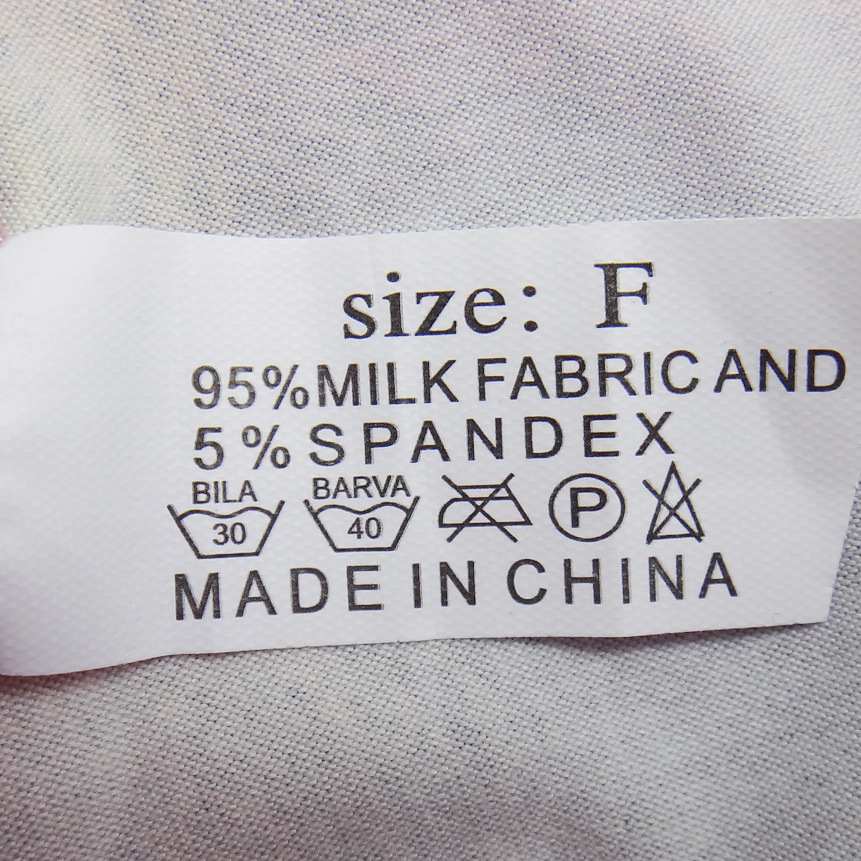 size: F
95%MILK FABRIC AND
5%SPANDEX
BILA BARVA
30 40 P
MADE IN CHINA